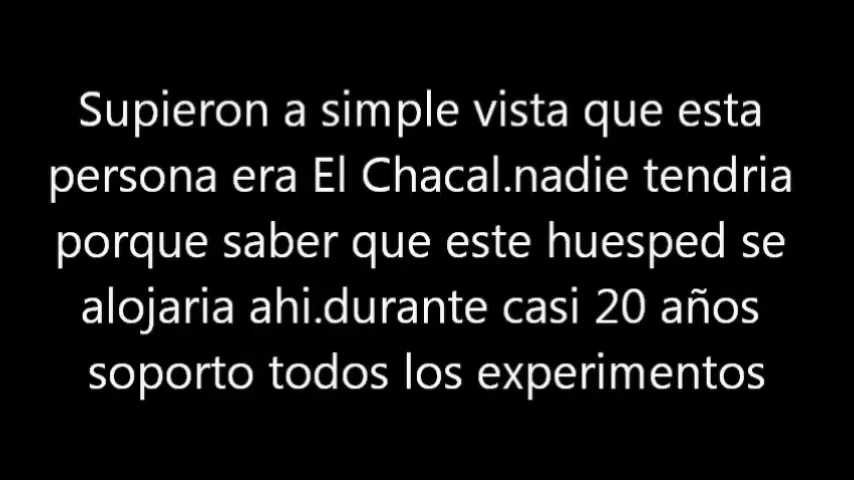 Supieron a simple vista que esta
persona era El Chacal.nadie tendria
porque saber que este huesped se
alojaria ahi.durante casi 20 años
soporto todos los experimentos